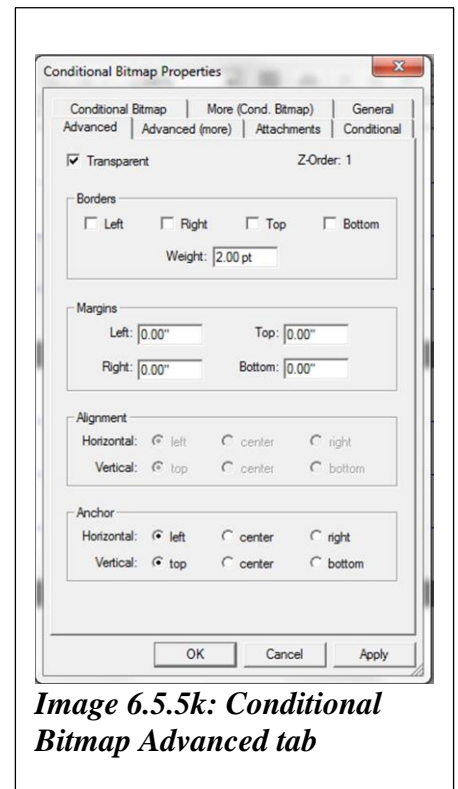 Conditional Bitmap Properties
Conditional Bitmap More (Cond. Bitmap) General
Advanced Advanced (more) Attachments Conditional
Transparent Z-Order: 1
Borders
Left Right Top Bottom
Weight: 2.00 pt
Margins
Left: 0.00" Top: 0.00"
Right: 0.00" Bottom: 0.00"
Alignment
Horizontal: left center right
Vertical: top center bottom
Anchor
Horizontal: left center right
Vertical: top center bottom
OK Cancel Apply
Image 6.5.5k: Conditional
Bitmap Advanced tab